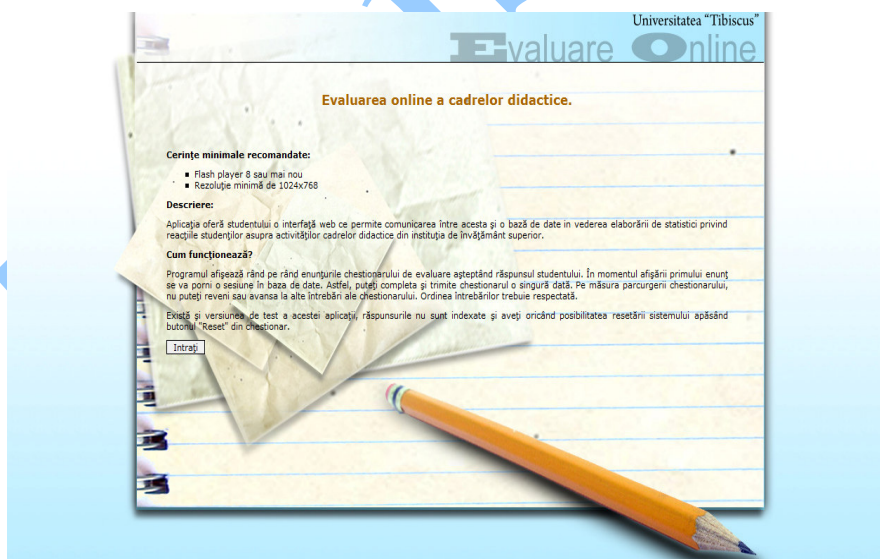 Universitatea "Tibiscus"
Evaluare Online
Evaluarea online a cadrelor didactice.
Cerinţe minimale recomandate:
Flash player 8 sau mai nou
Rezoluţie minimă de 1024x768
Descriere:
Aplicaţia oferă studentului o interfaţă web ce permite comunicarea între acesta şi o bază de date in vederea elaborării de statistici privind
reacţiile studenţilor asupra activităţilor cadrelor didactice din instituţia de învăţământ superior.
Cum funcţionează?
Programul afişează rând pe rând enunţurile chestionarului de evaluare aşteptând răspunsul studentului. În momentul afişării primului enunţ
se va porni o sesiune în baza de date. Astfel, puteţi completa şi trimite chestionarul o singură dată. Pe măsura parcurgerii chestionarului,
nu puteţi reveni sau avansa la alte întrebări ale chestionarului. Ordinea întrebărilor trebuie respectată.
Există şi versiunea de test a acestei aplicaţii, răspunsurile nu sunt indexate şi aveţi oricând posibilitatea resetării sistemului apăsând
butonul "Reset" din chestionar.
Intraţi